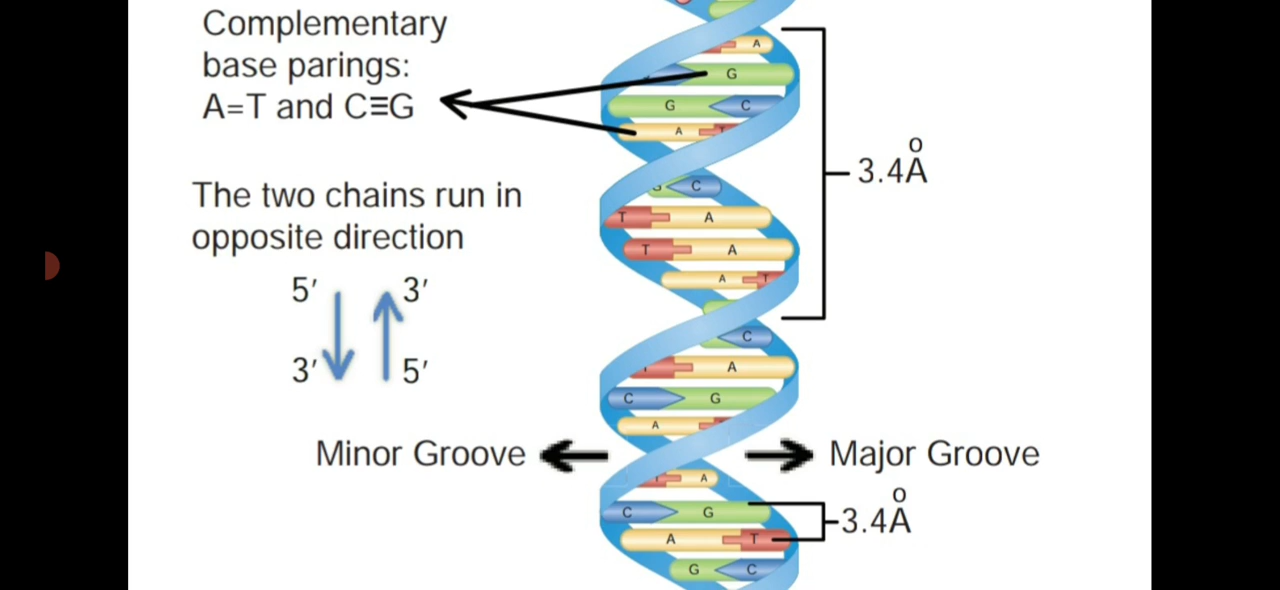 Complementary
base parings:
A=T and C≡G
The two chains run in
opposite direction
5′ 3′
3′ 5′
Minor Groove
Major Groove
3.4Å
3.4Å
A
G
G C
A T
G C
T A
T A
A T
C
T A
C G
A
T A
C G
A T
G C